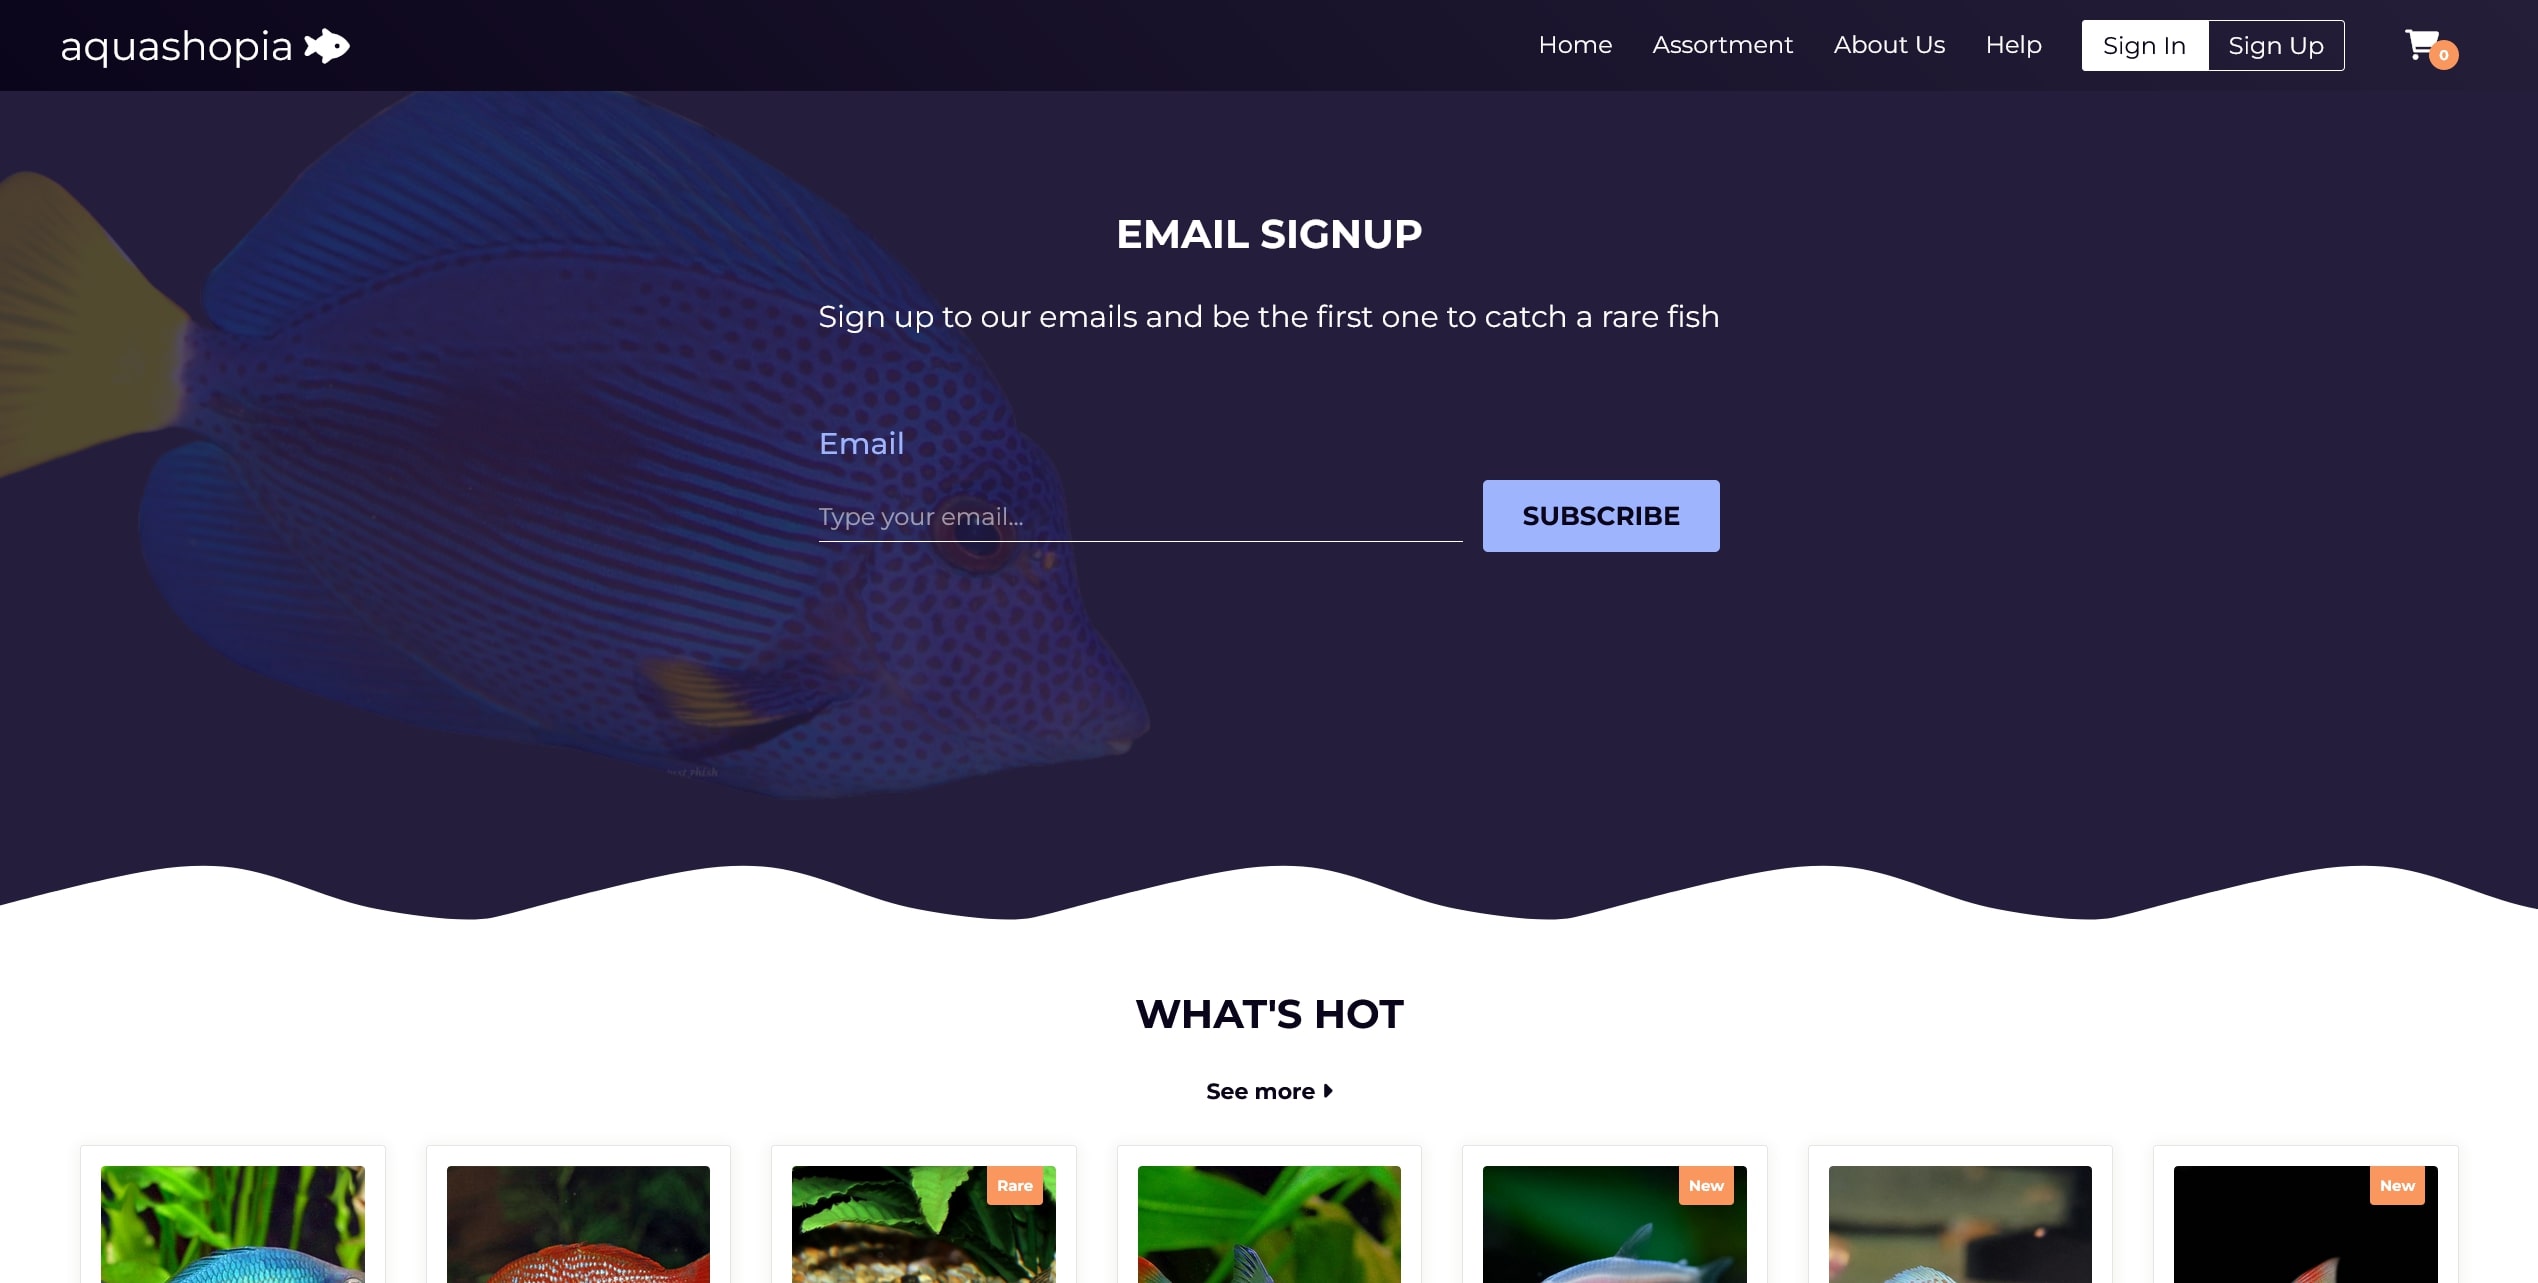 aquashopia
Home Assortment About Us Help Sign In Sign Up 0
EMAIL SIGNUP
Sign up to our emails and be the first one to catch a rare fish
Email
Type your email...
SUBSCRIBE
WHAT'S HOT
See more
Rare
New
New